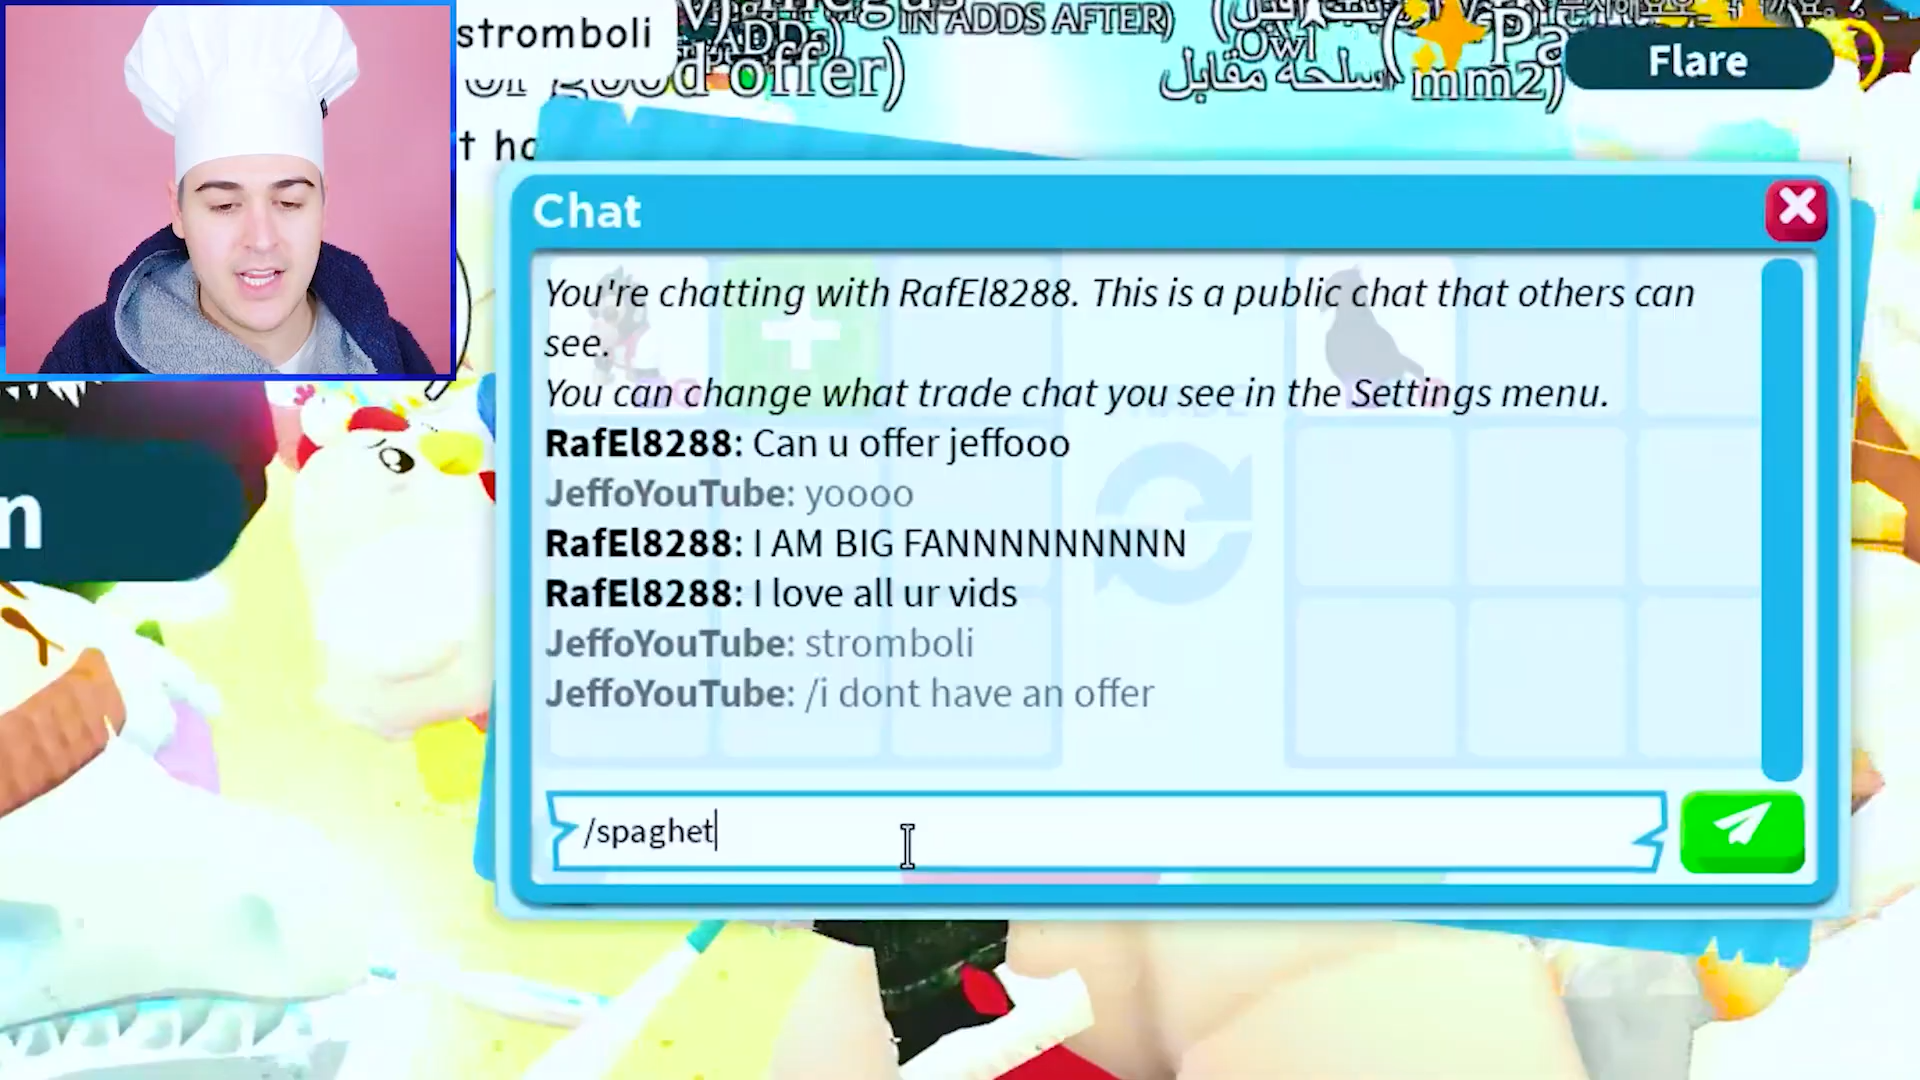 stromboli
IN ADDS AFTER)
Owl
good offer)
اسلحة مقابل
mm2)
Flare
Chat
You're chatting with RafEl8288. This is a public chat that others can
see.
You can change what trade chat you see in the Settings menu.
RafEl8288: Can u offer jeffooo
JeffoYouTube: yoooo
RafEl8288: I AM BIG FANNNNNNNNN
RafEl8288: I love all ur vids
JeffoYouTube: stromboli
JeffoYouTube: /i dont have an offer
/spaghet